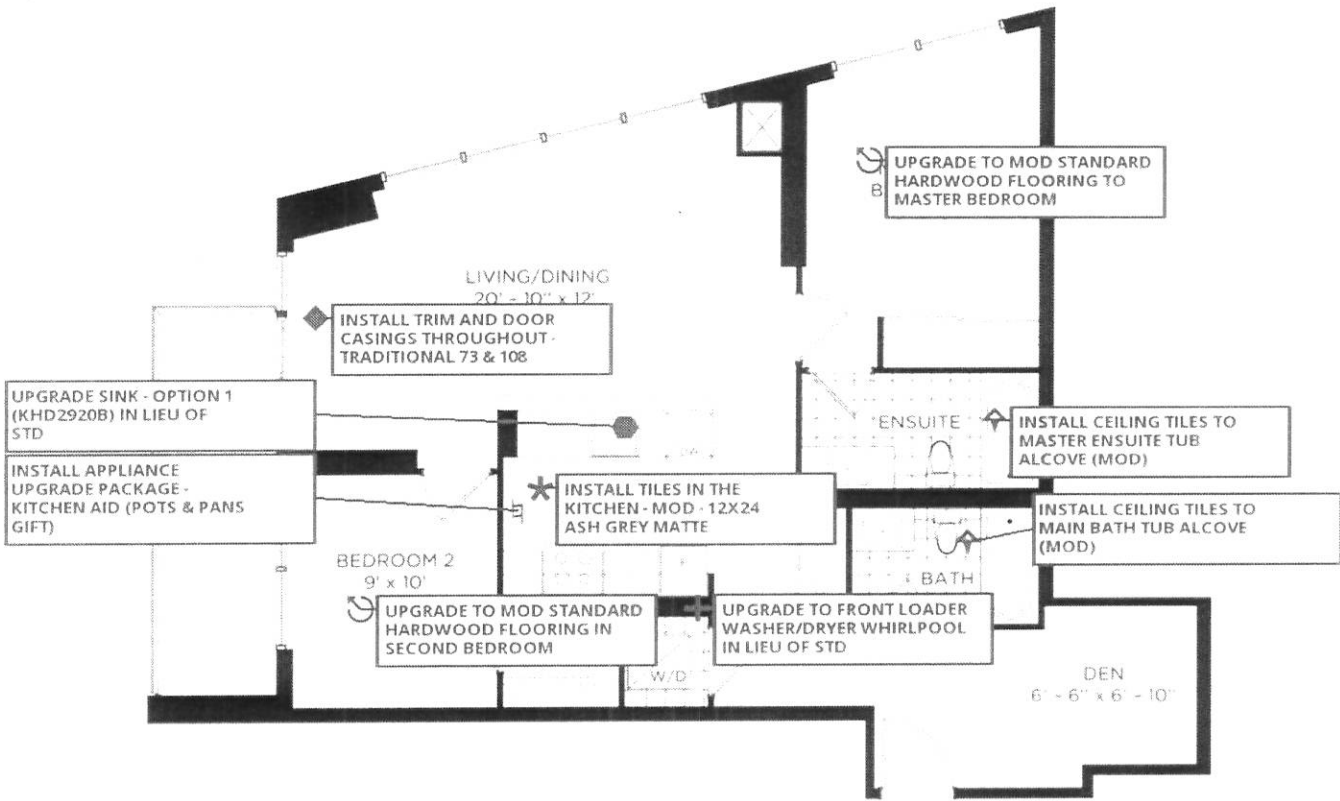 UPGRADE TO MOD STANDARD
HARDWOOD FLOORING TO
MASTER BEDROOM
B
LIVING/DINING
20' - 10" x 12'
INSTALL TRIM AND DOOR
CASINGS THROUGHOUT -
TRADITIONAL 73 & 108
UPGRADE SINK - OPTION 1
(KHD2920B) IN LIEU OF
STD
ENSUITE
INSTALL CEILING TILES TO
MASTER ENSUITE TUB
ALCOVE (MOD)
INSTALL APPLIANCE
UPGRADE PACKAGE -
KITCHEN AID (POTS & PANS
GIFT)
INSTALL TILES IN THE
KITCHEN - MOD - 12X24
ASH GREY MATTE
INSTALL CEILING TILES TO
MAIN BATH TUB ALCOVE
(MOD)
BEDROOM 2
9' x 10'
BATH
UPGRADE TO MOD STANDARD
HARDWOOD FLOORING IN
SECOND BEDROOM
UPGRADE TO FRONT LOADER
WASHER/DRYER WHIRLPOOL
IN LIEU OF STD
W/D
DEN
6' - 6" x 6' - 10"